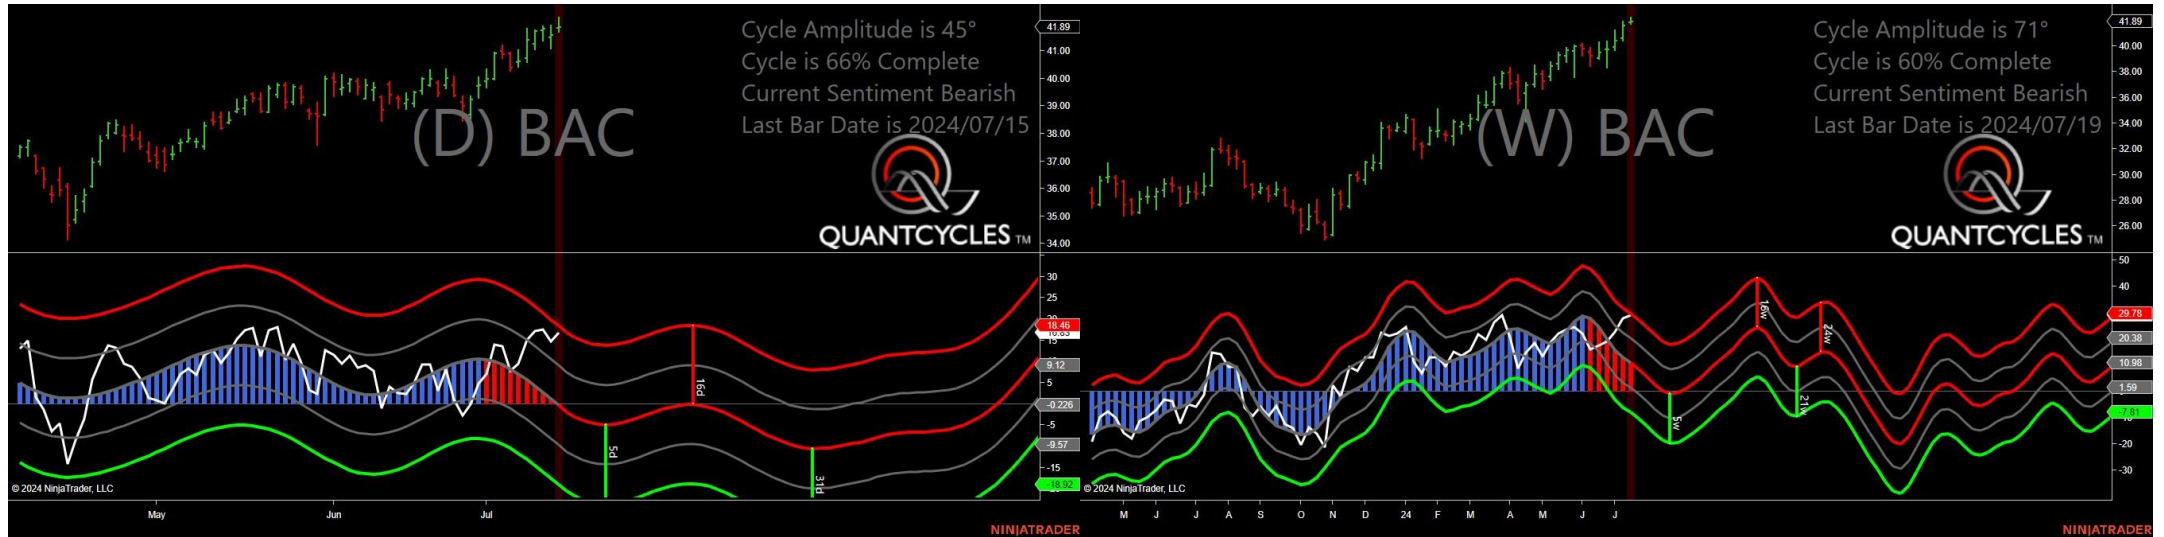 Cycle Amplitude is 45°
Cycle is 66% Complete
Current Sentiment Bearish
Last Bar Date is 2024/07/15
(D) BAC
QUANTCYCLES TM
41.89
41.00
40.00
39.00
38.00
37.00
36.00
35.00
34.00
30
25
18.46
15
9.12
5
-0.226
-5
-9.57
-15
-18.92
16d
5d
31d
© 2024 NinjaTrader, LLC
May Jun Jul
NINJATRADER
Cycle Amplitude is 71°
Cycle is 60% Complete
Current Sentiment Bearish
Last Bar Date is 2024/07/19
(W) BAC
QUANTCYCLES TM
41.89
40.00
38.00
36.00
34.00
32.00
30.00
28.00
26.00
50
40
29.78
20.38
10.98
1.59
-7.81
-20
-30
16w
24w
5w
21w
© 2024 NinjaTrader, LLC
M J J A S O N D 24 F M A M J J
NINJATRADER